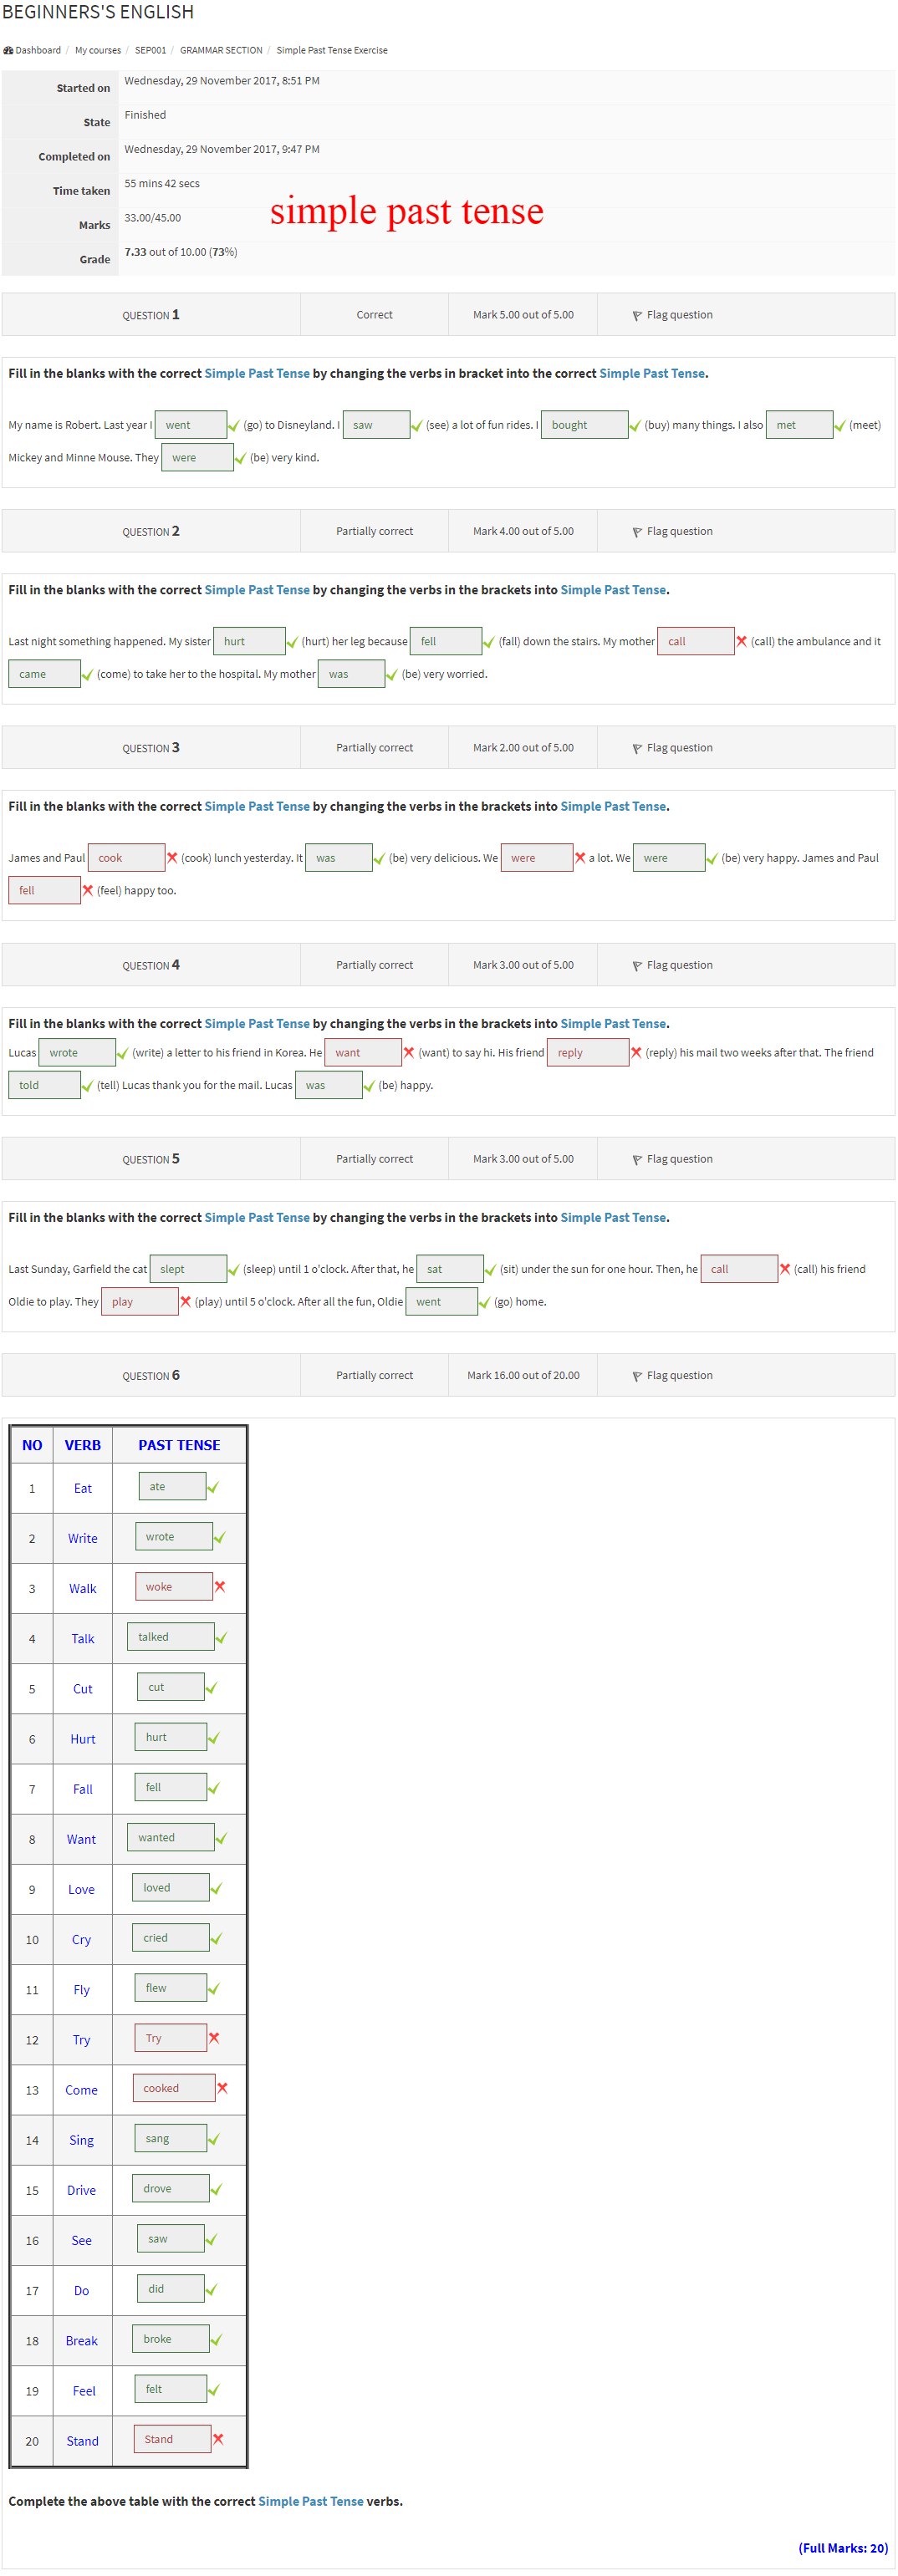 BEGINNERS'S ENGLISH
Dashboard / My courses / SEP001 / GRAMMAR SECTION / Simple Past Tense Exercise
Started on Wednesday, 29 November 2017, 8:51 PM
State Finished
Completed on Wednesday, 29 November 2017, 9:47 PM
Time taken 55 mins 42 secs
Marks 33.00/45.00
simple past tense
Grade 7.33 out of 10.00 (73%)
QUESTION 1 Correct Mark 5.00 out of 5.00 Flag question
Fill in the blanks with the correct Simple Past Tense by changing the verbs in bracket into the correct Simple Past Tense.
My name is Robert. Last year I went (go) to Disneyland. I saw (see) a lot of fun rides. I bought (buy) many things. I also met (meet)
Mickey and Minne Mouse. They were (be) very kind.
QUESTION 2 Partially correct Mark 4.00 out of 5.00 Flag question
Fill in the blanks with the correct Simple Past Tense by changing the verbs in the brackets into Simple Past Tense.
Last night something happened. My sister hurt (hurt) her leg because fell (fall) down the stairs. My mother call (call) the ambulance and it
came (come) to take her to the hospital. My mother was (be) very worried.
QUESTION 3 Partially correct Mark 2.00 out of 5.00 Flag question
Fill in the blanks with the correct Simple Past Tense by changing the verbs in the brackets into Simple Past Tense.
James and Paul cook (cook) lunch yesterday. It was (be) very delicious. We were a lot. We were (be) very happy. James and Paul
fell (feel) happy too.
QUESTION 4 Partially correct Mark 3.00 out of 5.00 Flag question
Fill in the blanks with the correct Simple Past Tense by changing the verbs in the brackets into Simple Past Tense.
Lucas wrote (write) a letter to his friend in Korea. He want (want) to say hi. His friend reply (reply) his mail two weeks after that. The friend
told (tell) Lucas thank you for the mail. Lucas was (be) happy.
QUESTION 5 Partially correct Mark 3.00 out of 5.00 Flag question
Fill in the blanks with the correct Simple Past Tense by changing the verbs in the brackets into Simple Past Tense.
Last Sunday, Garfield the cat slept (sleep) until 1 o'clock. After that, he sat (sit) under the sun for one hour. Then, he call (call) his friend
Oldie to play. They play (play) until 5 o'clock. After all the fun, Oldie went (go) home.
QUESTION 6 Partially correct Mark 16.00 out of 20.00 Flag question
NO VERB PAST TENSE
1 Eat ate
2 Write wrote
3 Walk woke
4 Talk talked
5 Cut cut
6 Hurt hurt
7 Fall fell
8 Want wanted
9 Love loved
10 Cry cried
11 Fly flew
12 Try Try
13 Come cooked
14 Sing sang
15 Drive drove
16 See saw
17 Do did
18 Break broke
19 Feel felt
20 Stand Stand
Complete the above table with the correct Simple Past Tense verbs.
(Full Marks: 20)